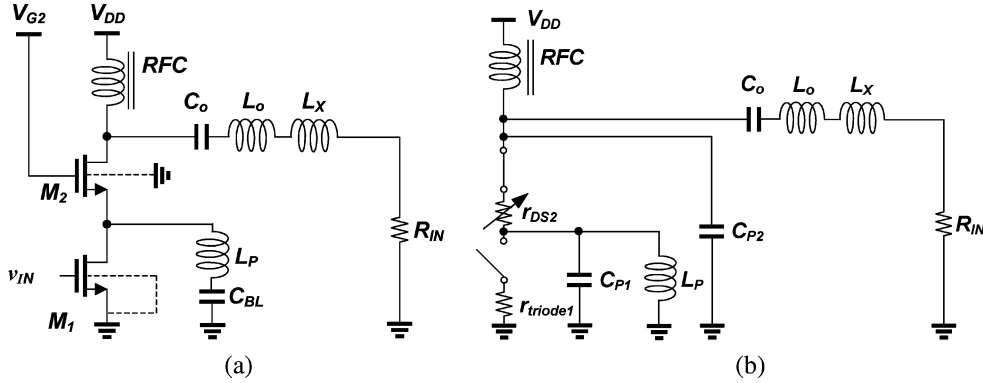 V_G2 V_DD
RFC
C_o L_o L_X
M_2
R_IN
L_P
v_IN
C_BL
M_1
(a)
V_DD
RFC
C_o L_o L_X
r_DS2
C_P2 R_IN
C_P1 L_P
r_triode1
(b)